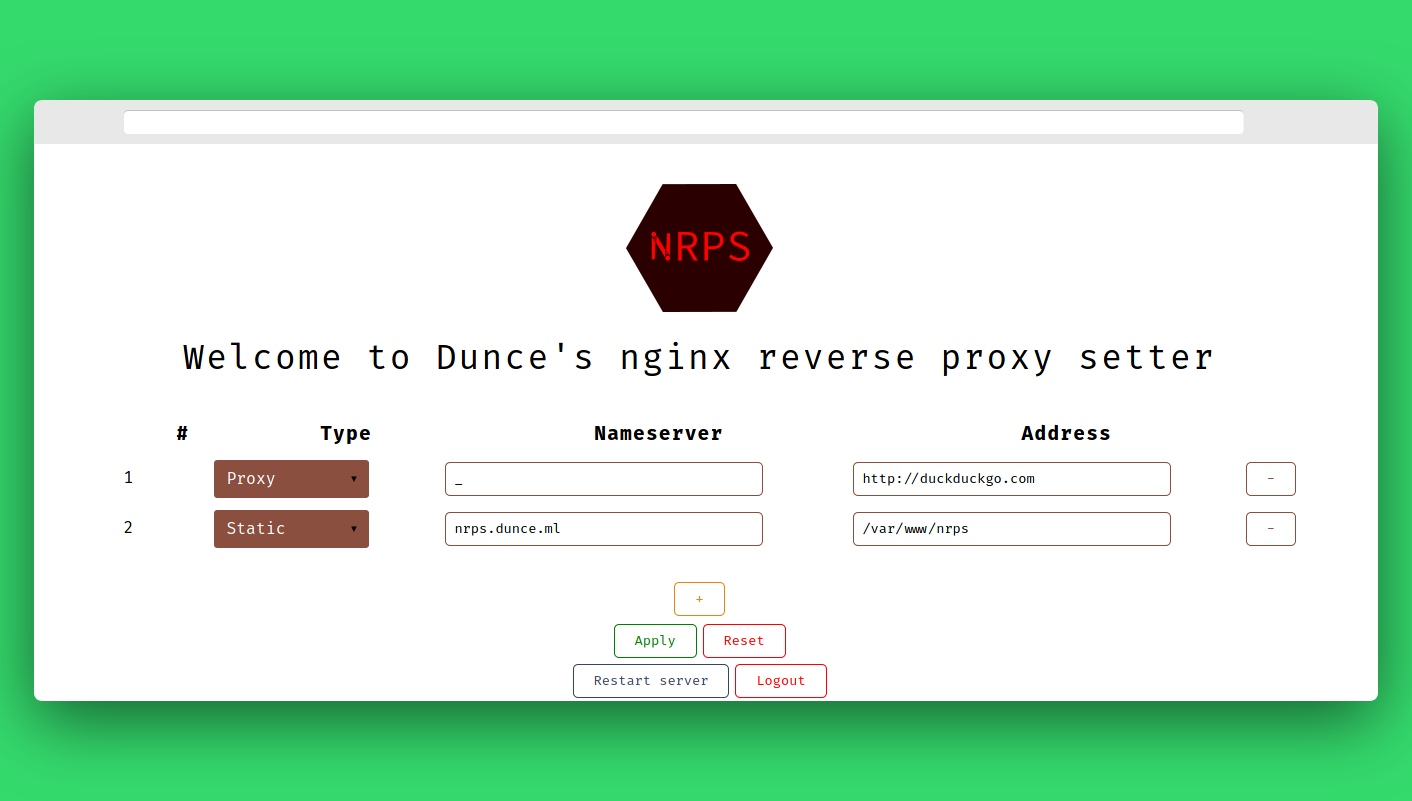 NRPS
Welcome to Dunce's nginx reverse proxy setter
# Type Nameserver Address
1 Proxy ▾ _ http://duckduckgo.com -
2 Static ▾ nrps.dunce.ml /var/www/nrps -
+
Apply Reset
Restart server Logout